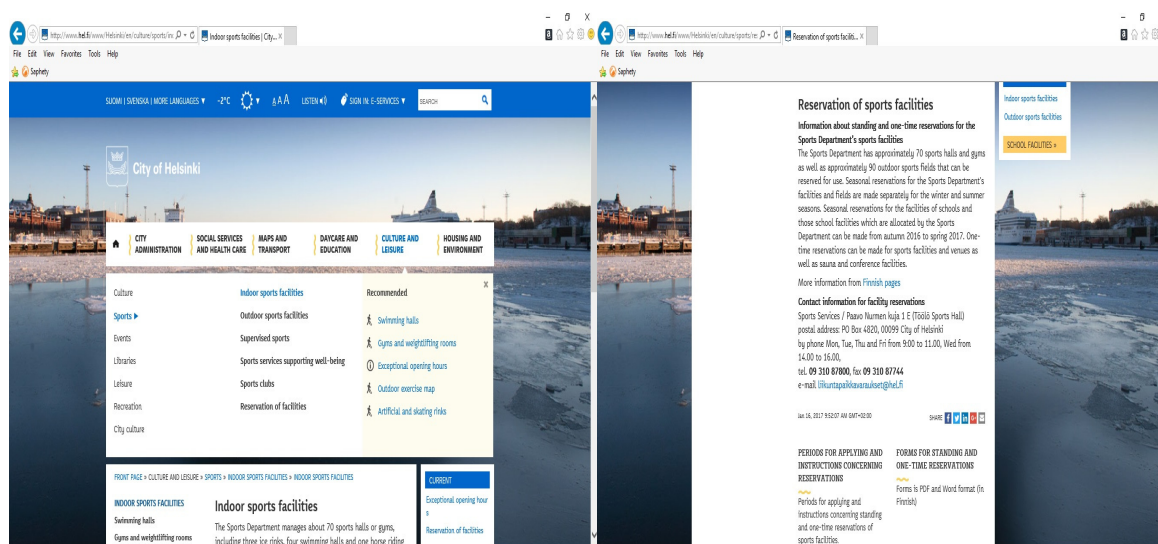 http://www.hel.fi/www/Helsinki/en/culture/sports/in
Indoor sports facilities | City...
File Edit View Favorites Tools Help
Saphety
SUOMI | SVENSKA | MORE LANGUAGES ▼ -2°C ▼ A A A LISTEN SIGN IN: E-SERVICES ▼ SEARCH
City of Helsinki
CITY ADMINISTRATION
SOCIAL SERVICES AND HEALTH CARE
MAPS AND TRANSPORT
DAYCARE AND EDUCATION
CULTURE AND LEISURE
HOUSING AND ENVIRONMENT
Culture
Sports ▶
Events
Libraries
Leisure
Recreation
City culture
Indoor sports facilities
Outdoor sports facilities
Supervised sports
Sports services supporting well-being
Sports clubs
Reservation of facilities
Recommended
x
Swimming halls
Gyms and weightlifting rooms
Exceptional opening hours
Outdoor exercise map
Artificial and skating rinks
FRONT PAGE » CULTURE AND LEISURE » SPORTS » INDOOR SPORTS FACILITIES » INDOOR SPORTS FACILITIES
INDOOR SPORTS FACILITIES
Swimming halls
Gyms and weightlifting rooms
Indoor sports facilities
The Sports Department manages about 70 sports halls or gyms,
including three ice rinks, four swimming halls and one horse riding
CURRENT
Exceptional opening hour
s
Reservation of facilities
http://www.hel.fi/www/Helsinki/en/culture/sports/re
Reservation of sports faciliti...
File Edit View Favorites Tools Help
Saphety
Reservation of sports facilities
Information about standing and one-time reservations for the
Sports Department's sports facilities
The Sports Department has approximately 70 sports halls and gyms
as well as approximately 90 outdoor sports fields that can be
reserved for use. Seasonal reservations for the Sports Department's
facilities and fields are made separately for the winter and summer
seasons. Seasonal reservations for the facilities of schools and
those school facilities which are allocated by the Sports
Department can be made from autumn 2016 to spring 2017. One-
time reservations can be made for sports facilities and venues as
well as sauna and conference facilities.
More information from Finnish pages
Contact information for facility reservations
Sports Services / Paavo Nurmen kuja 1 E (Töölö Sports Hall)
postal address: PO Box 4820, 00099 City of Helsinki
by phone Mon, Tue, Thu and Fri from 9:00 to 11.00, Wed from
14.00 to 16.00,
tel. 09 310 87800, fax 09 310 87744
e-mail liikuntapaikkavaraukset@hel.fi
Jan 16, 2017 9:52:07 AM GMT+02:00
SHARE
PERIODS FOR APPLYING AND
INSTRUCTIONS CONCERNING
RESERVATIONS
Periods for applying and
instructions concerning standing
and one-time reservations of
sports facilities.
FORMS FOR STANDING AND
ONE-TIME RESERVATIONS
Forms is PDF and Word format (in
Finnish)
Indoor sports facilities
Outdoor sports facilities
SCHOOL FACILITIES »